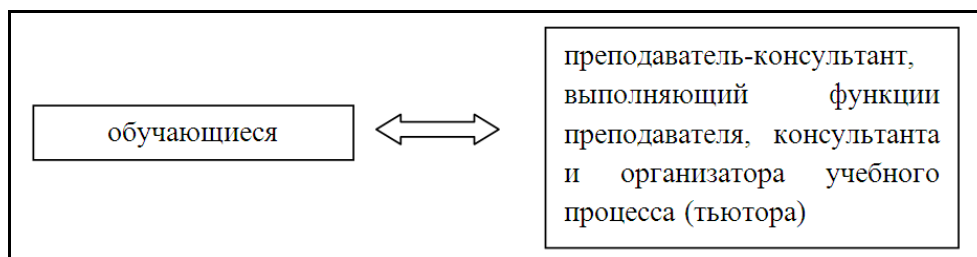 обучающиеся
преподаватель-консультант,
выполняющий функции
преподавателя, консультанта
и организатора учебного
процесса (тьютора)